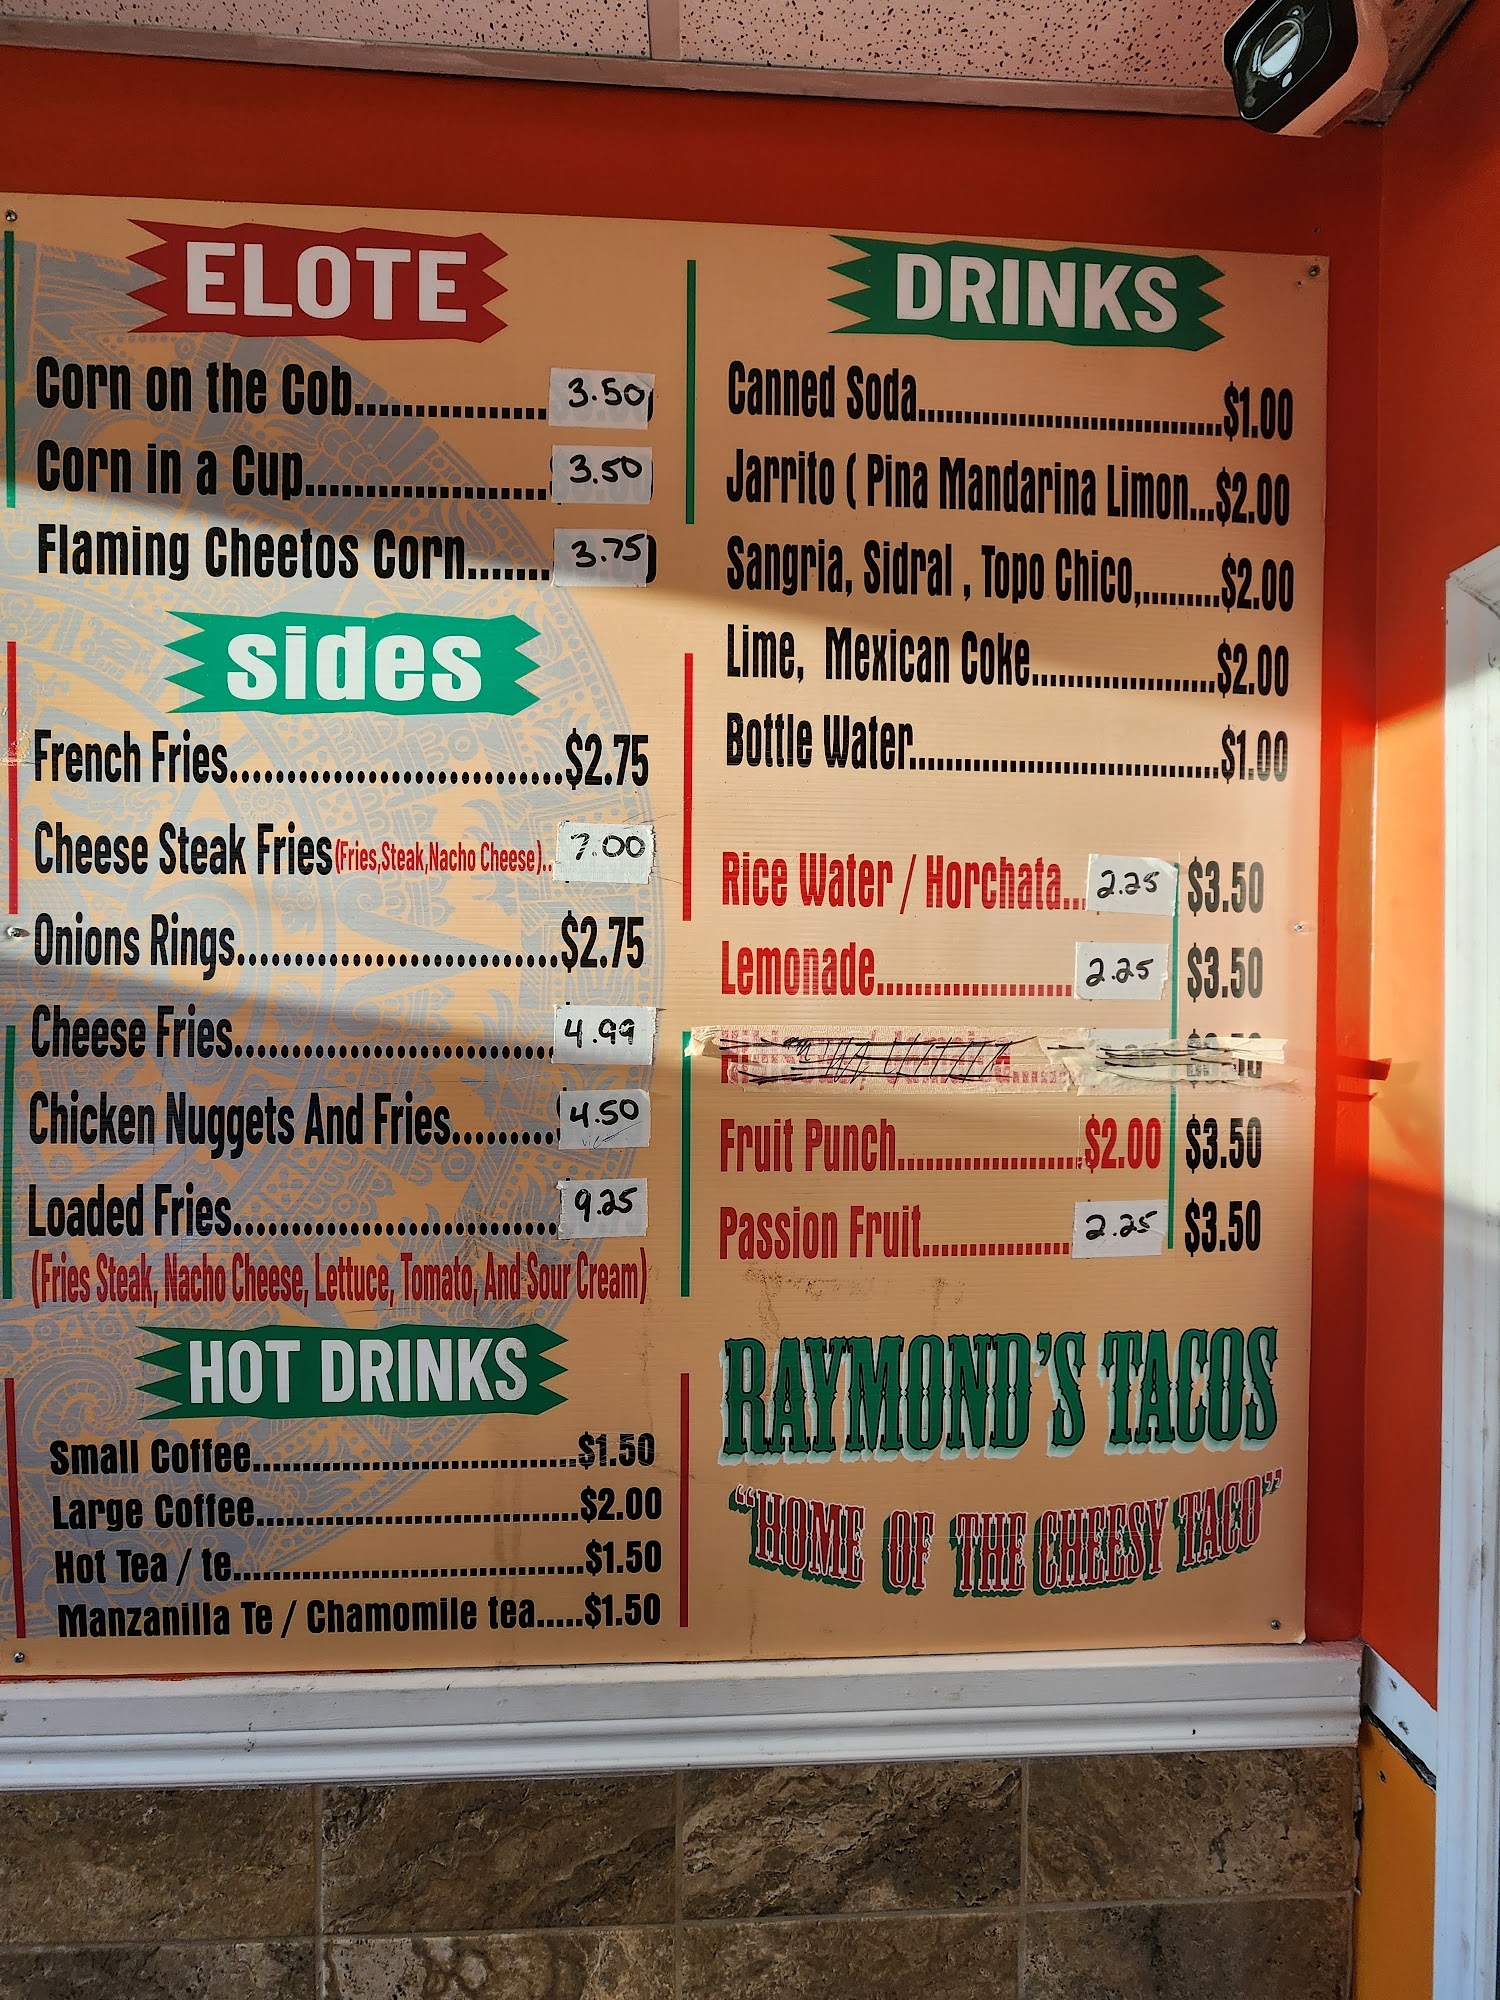 ELOTE
Corn on the Cob................ 3.50
Corn in a Cup.................... 3.50
Flaming Cheetos Corn....... 3.75
sides
French Fries.............................$2.75
Cheese Steak Fries(Fries,Steak,Nacho Cheese).. 7.00
Onions Rings............................$2.75
Cheese Fries............................ 4.99
Chicken Nuggets And Fries......... 4.50
Loaded Fries............................ 9.25
(Fries Steak, Nacho Cheese, Lettuce, Tomato, And Sour Cream)
HOT DRINKS
Small Coffee.................................$1.50
Large Coffee.................................$2.00
Hot Tea / te....................................$1.50
Manzanilla Te / Chamomile tea.....$1.50
DRINKS
Canned Soda..................................$1.00
Jarrito ( Pina Mandarina Limon...$2.00
Sangria, Sidral , Topo Chico,.........$2.00
Lime, Mexican Coke.....................$2.00
Bottle Water..................................$1.00
Rice Water / Horchata... 2.25 $3.50
Lemonade...................... 2.25 $3.50
Fruit Punch.....................$2.00 $3.50
Passion Fruit................. 2.25 $3.50
RAYMOND'S TACOS
"HOME OF THE CHEESY TACO"